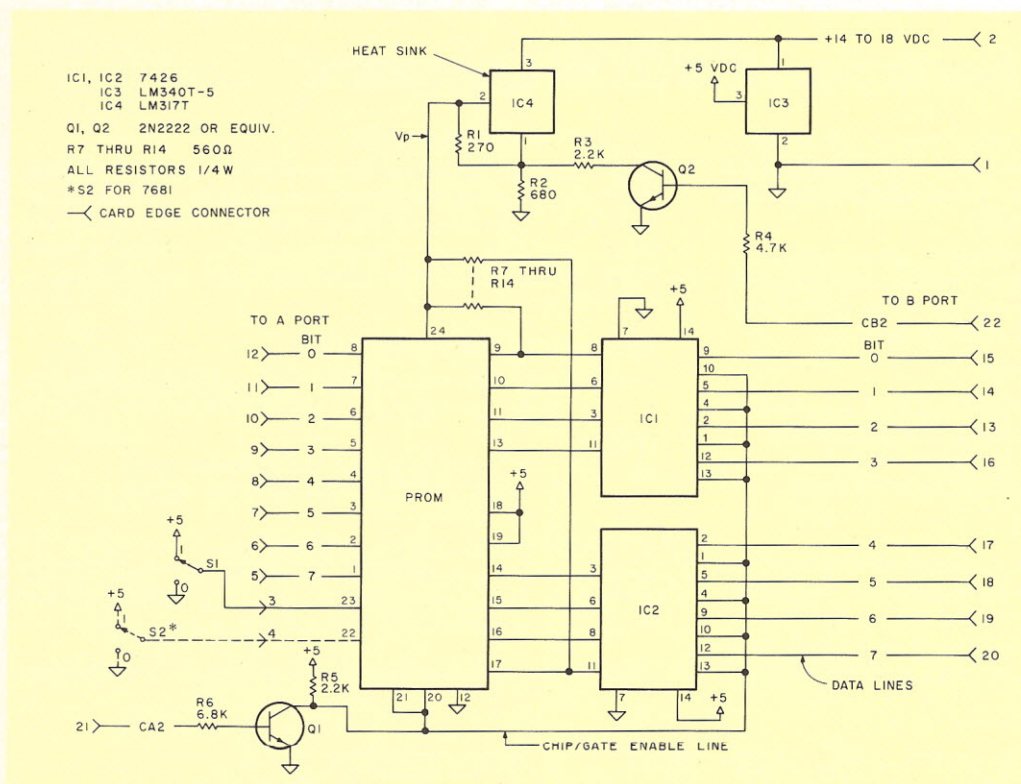 HEAT SINK
+14 TO 18 VDC
2
IC1, IC2 7426
IC3 LM340T-5
IC4 LM317T
Q1, Q2 2N2222 OR EQUIV.
R7 THRU R14 560Ω
ALL RESISTORS 1/4 W
*S2 FOR 7681
CARD EDGE CONNECTOR
3
2
IC4
1
+5 VDC
1
3
IC3
2
1
Vp
R1
270
R2
680
R3
2.2K
Q2
R4
4.7K
R7 THRU
R14
TO A PORT
BIT
TO B PORT
CB2
22
BIT
24
PROM
12
0
8
11
1
7
10
2
6
9
3
5
8
4
4
7
5
3
6
6
2
5
7
1
+5
1
S1
0
3
23
+5
1
S2*
0
4
22
9
10
11
13
+5
18
19
14
15
16
17
21
20
12
7
+5
14
8
6
3
11
IC1
9
10
5
4
2
1
12
13
0
15
1
14
2
13
3
16
3
6
8
11
IC2
2
1
5
4
9
10
12
13
7
14
+5
4
17
5
18
6
19
7
20
DATA LINES
+5
R5
2.2K
R6
6.8K
21
CA2
Q1
CHIP/GATE ENABLE LINE